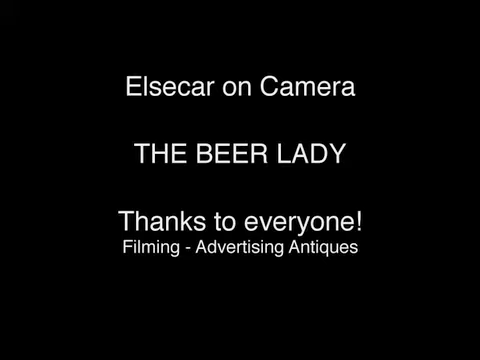 Elsecar on Camera
THE BEER LADY
Thanks to everyone!
Filming - Advertising Antiques